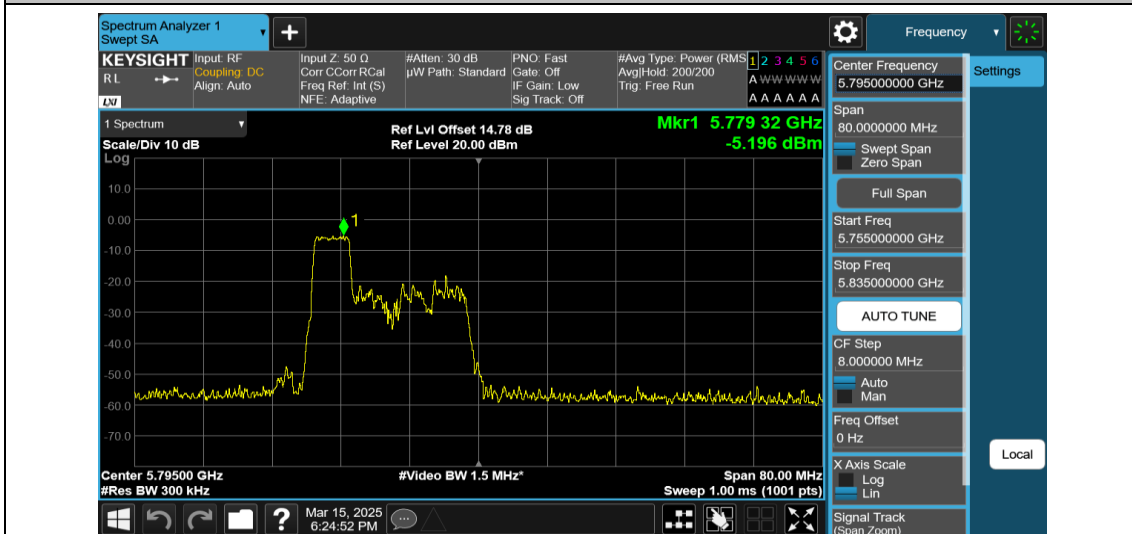 Spectrum Analyzer 1
Swept SA
Frequency
KEYSIGHT
R L
LXI
Input: RF
Coupling: DC
Align: Auto
Input Z: 50 Ω
Corr CCorr RCal
Freq Ref: Int (S)
NFE: Adaptive
#Atten: 30 dB
µW Path: Standard
PNO: Fast
Gate: Off
IF Gain: Low
Sig Track: Off
#Avg Type: Power (RMS
Avg|Hold: 200/200
Trig: Free Run
1 2 3 4 5 6
A W W W W W
A A A A A A
1 Spectrum
Scale/Div 10 dB
Log
Ref Lvl Offset 14.78 dB
Ref Level 20.00 dBm
Mkr1 5.779 32 GHz
-5.196 dBm
1
10.0
0.00
-10.0
-20.0
-30.0
-40.0
-50.0
-60.0
-70.0
Center 5.79500 GHz
#Res BW 300 kHz
#Video BW 1.5 MHz*
Span 80.00 MHz
Sweep 1.00 ms (1001 pts)
Center Frequency
5.795000000 GHz
Span
80.0000000 MHz
Swept Span
Zero Span
Full Span
Start Freq
5.755000000 GHz
Stop Freq
5.835000000 GHz
AUTO TUNE
CF Step
8.000000 MHz
Auto
Man
Freq Offset
0 Hz
X Axis Scale
Log
Lin
Signal Track
(Span Zoom)
Settings
Local
?
Mar 15, 2025
6:24:52 PM